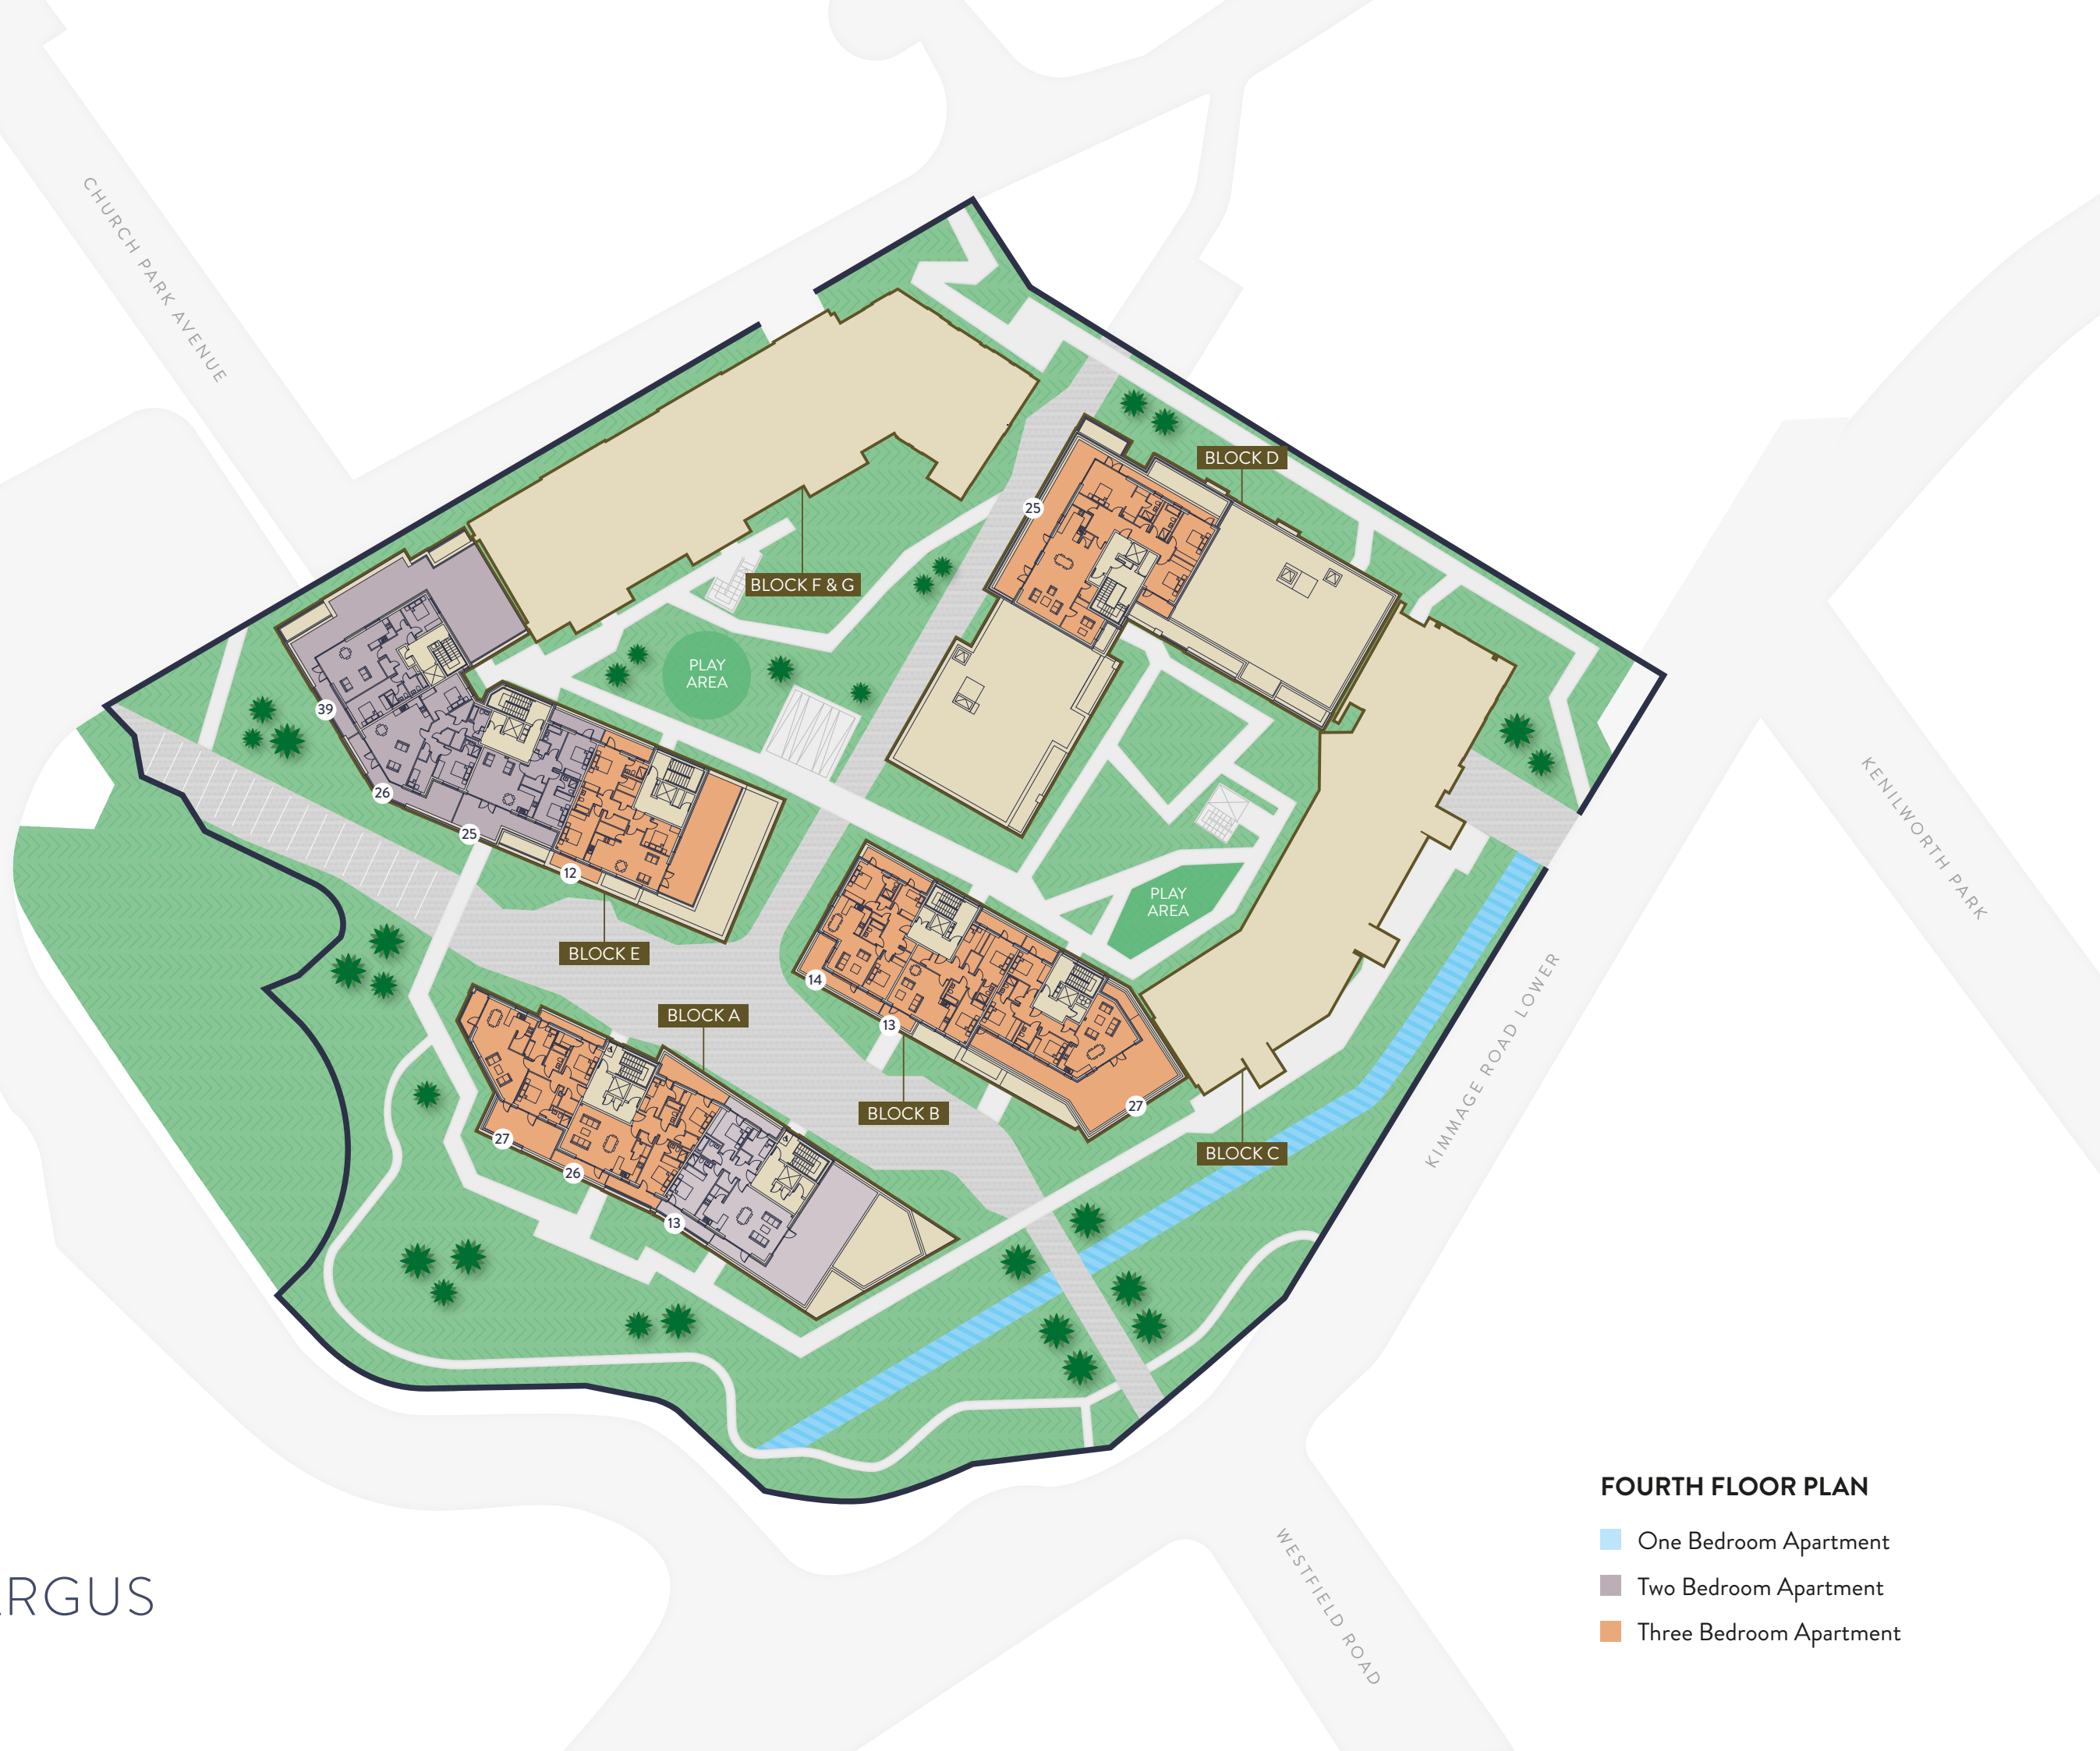 CHURCH PARK AVENUE
BLOCK D
25
BLOCK F & G
PLAY
AREA
39
26
25
12
KENILWORTH PARK
PLAY
AREA
BLOCK E
14
13
BLOCK A
KIMMAGE ROAD LOWER
BLOCK B
27
27
BLOCK C
26
13
RGUS
WESTFIELD ROAD
FOURTH FLOOR PLAN
One Bedroom Apartment
Two Bedroom Apartment
Three Bedroom Apartment